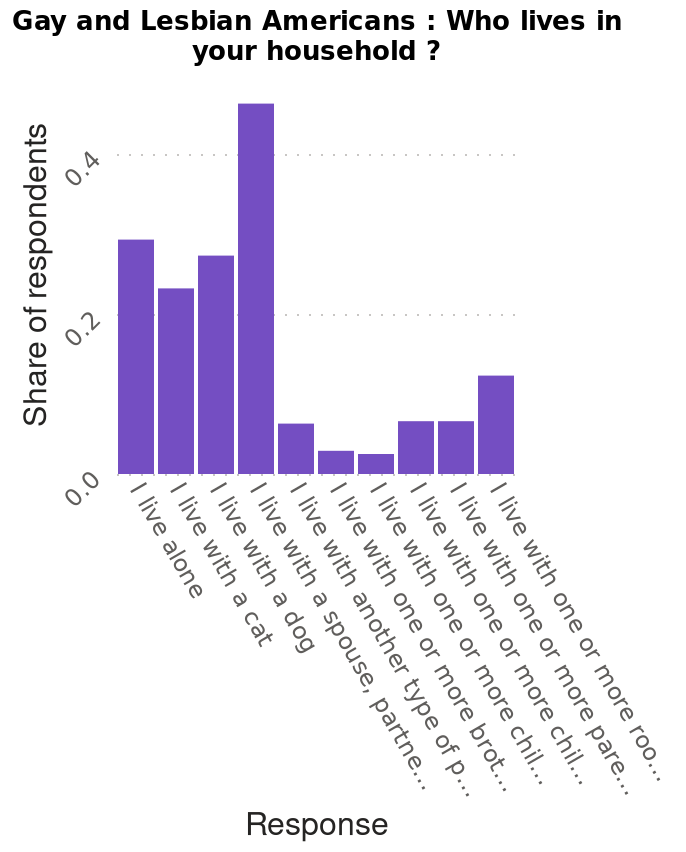 Gay and Lesbian Americans : Who lives in
your household ?
Share of respondents
0.4
0.2
0.0
I live alone
I live with a cat
I live with a dog
I live with a spouse, partne...
I live with another type of p...
I live with one or more brot...
I live with one or more chil...
I live with one or more chil...
I live with one or more pare...
I live with one or more roo...
Response